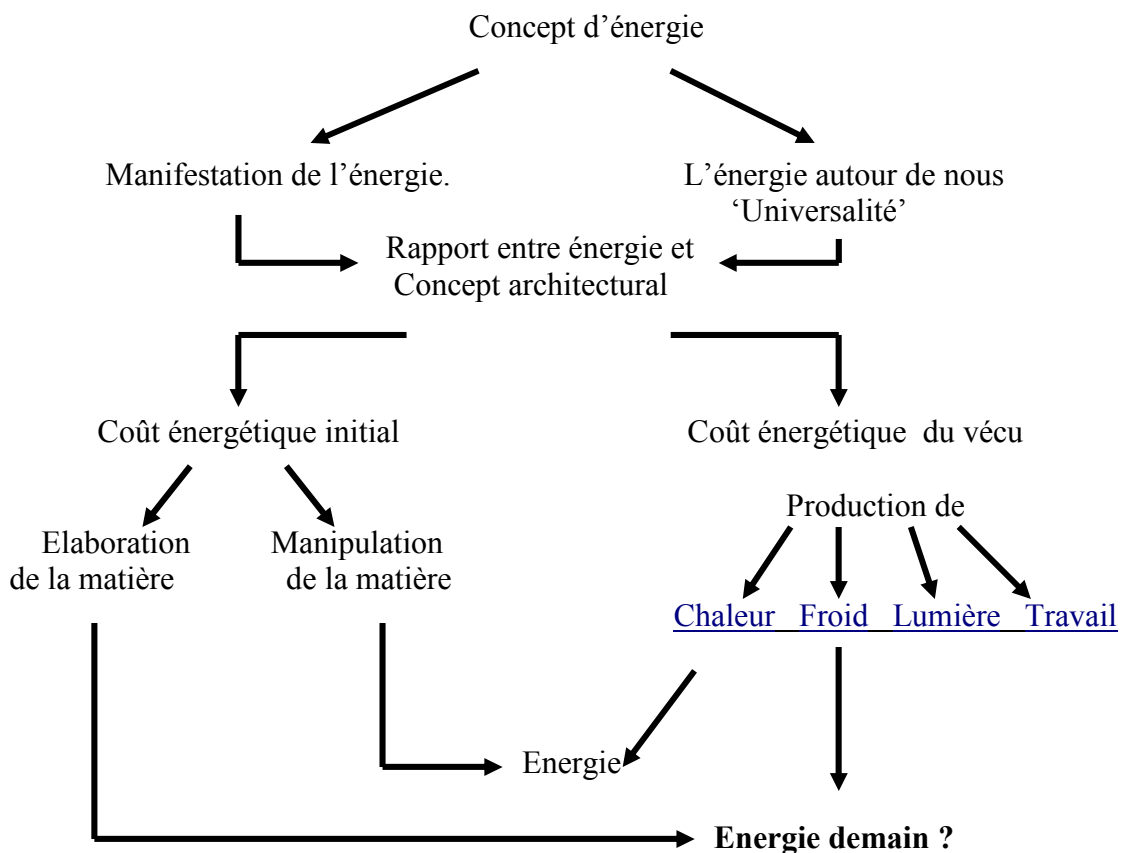 Concept d’énergie
Manifestation de l’énergie.
L’énergie autour de nous
‘Universalité’
Rapport entre énergie et
Concept architectural
Coût énergétique initial
Coût énergétique du vécu
Production de
Elaboration
de la matière
Manipulation
de la matière
Chaleur Froid Lumière Travail
Energie
Energie demain ?